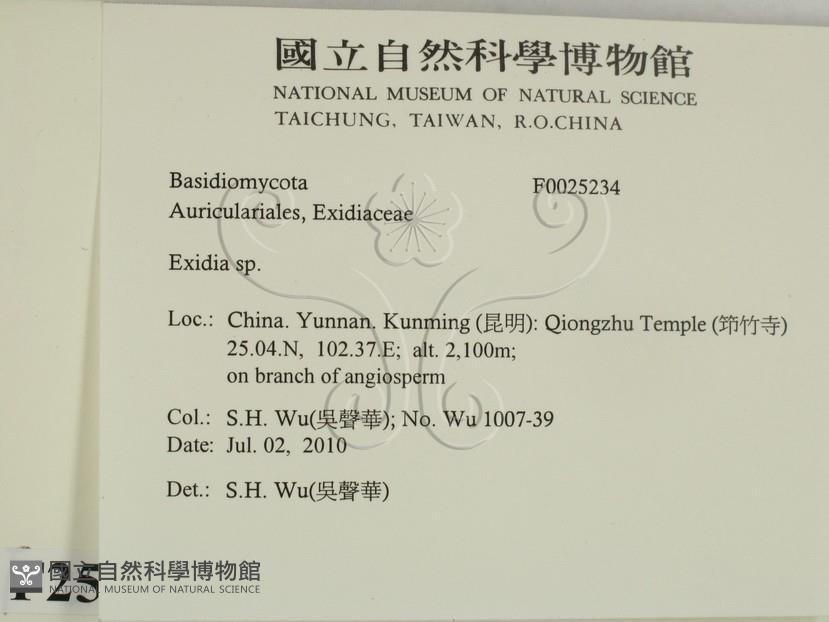 國立自然科學博物館
NATIONAL MUSEUM OF NATURAL SCIENCE
TAICHUNG, TAIWAN, R.O.CHINA
Basidiomycota F0025234
Auriculariales, Exidiaceae
Exidia sp.
Loc.: China. Yunnan. Kunming (昆明): Qiongzhu Temple (筇竹寺)
25.04.N, 102.37.E; alt. 2,100m;
on branch of angiosperm
Col.: S.H. Wu(吳聲華); No. Wu 1007-39
Date: Jul. 02, 2010
Det.: S.H. Wu(吳聲華)
國立自然科學博物館
NATIONAL MUSEUM OF NATURAL SCIENCE